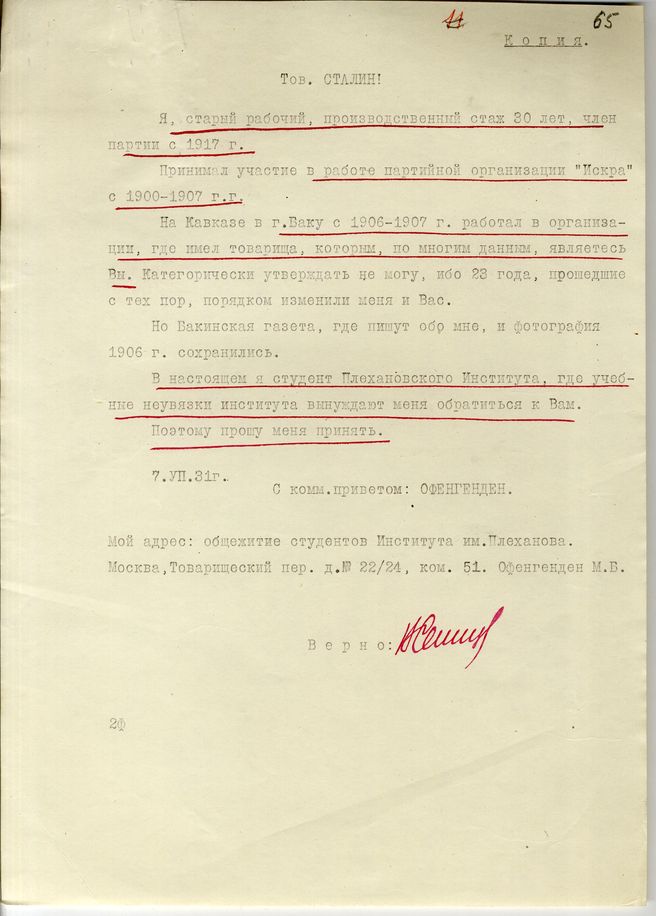 11 65
Копия.
Тов. СТАЛИН!
Я, старый рабочий, производственный стаж 30 лет, член
партии с 1917 г.
Принимал участие в работе партийной организации "Искра"
с 1900-1907 г.г.
На Кавказе в г.Баку с 1906-1907 г. работал в организа-
ции, где имел товарища, которым, по многим данным, являетесь
Вы. Категорически утверждать не могу, ибо 23 года, прошедшие
с тех пор, порядком изменили меня и Вас.
Но Бакинская газета, где пишут обо мне, и фотография
1906 г. сохранились.
В настоящем я студент Плехановского Института, где учеб-
ные неувязки института вынуждают меня обратиться к Вам.
Поэтому прошу меня принять.
7.УП.31г.
С комм.приветом: ОФЕНГЕНДЕН.
Мой адрес: общежитие студентов Института им.Плеханова.
Москва,Товарищеский пер. д.№ 22/24, ком. 51. Офенгенден М.Б.
Верно:
2ф